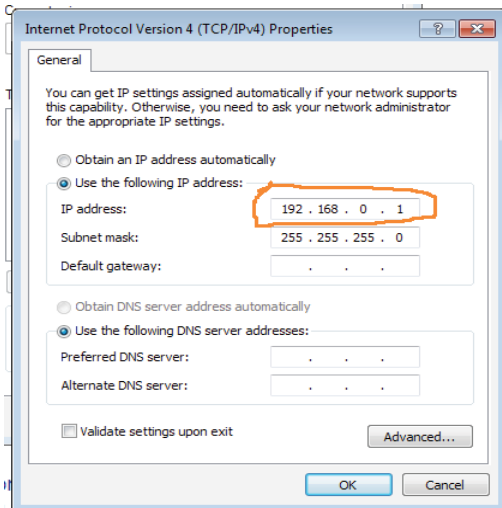 Internet Protocol Version 4 (TCP/IPv4) Properties
General
You can get IP settings assigned automatically if your network supports
this capability. Otherwise, you need to ask your network administrator
for the appropriate IP settings.
Obtain an IP address automatically
Use the following IP address:
IP address: 192 . 168 . 0 . 1
Subnet mask: 255 . 255 . 255 . 0
Default gateway: . . .
Obtain DNS server address automatically
Use the following DNS server addresses:
Preferred DNS server: . . .
Alternate DNS server: . . .
Validate settings upon exit
Advanced...
OK Cancel